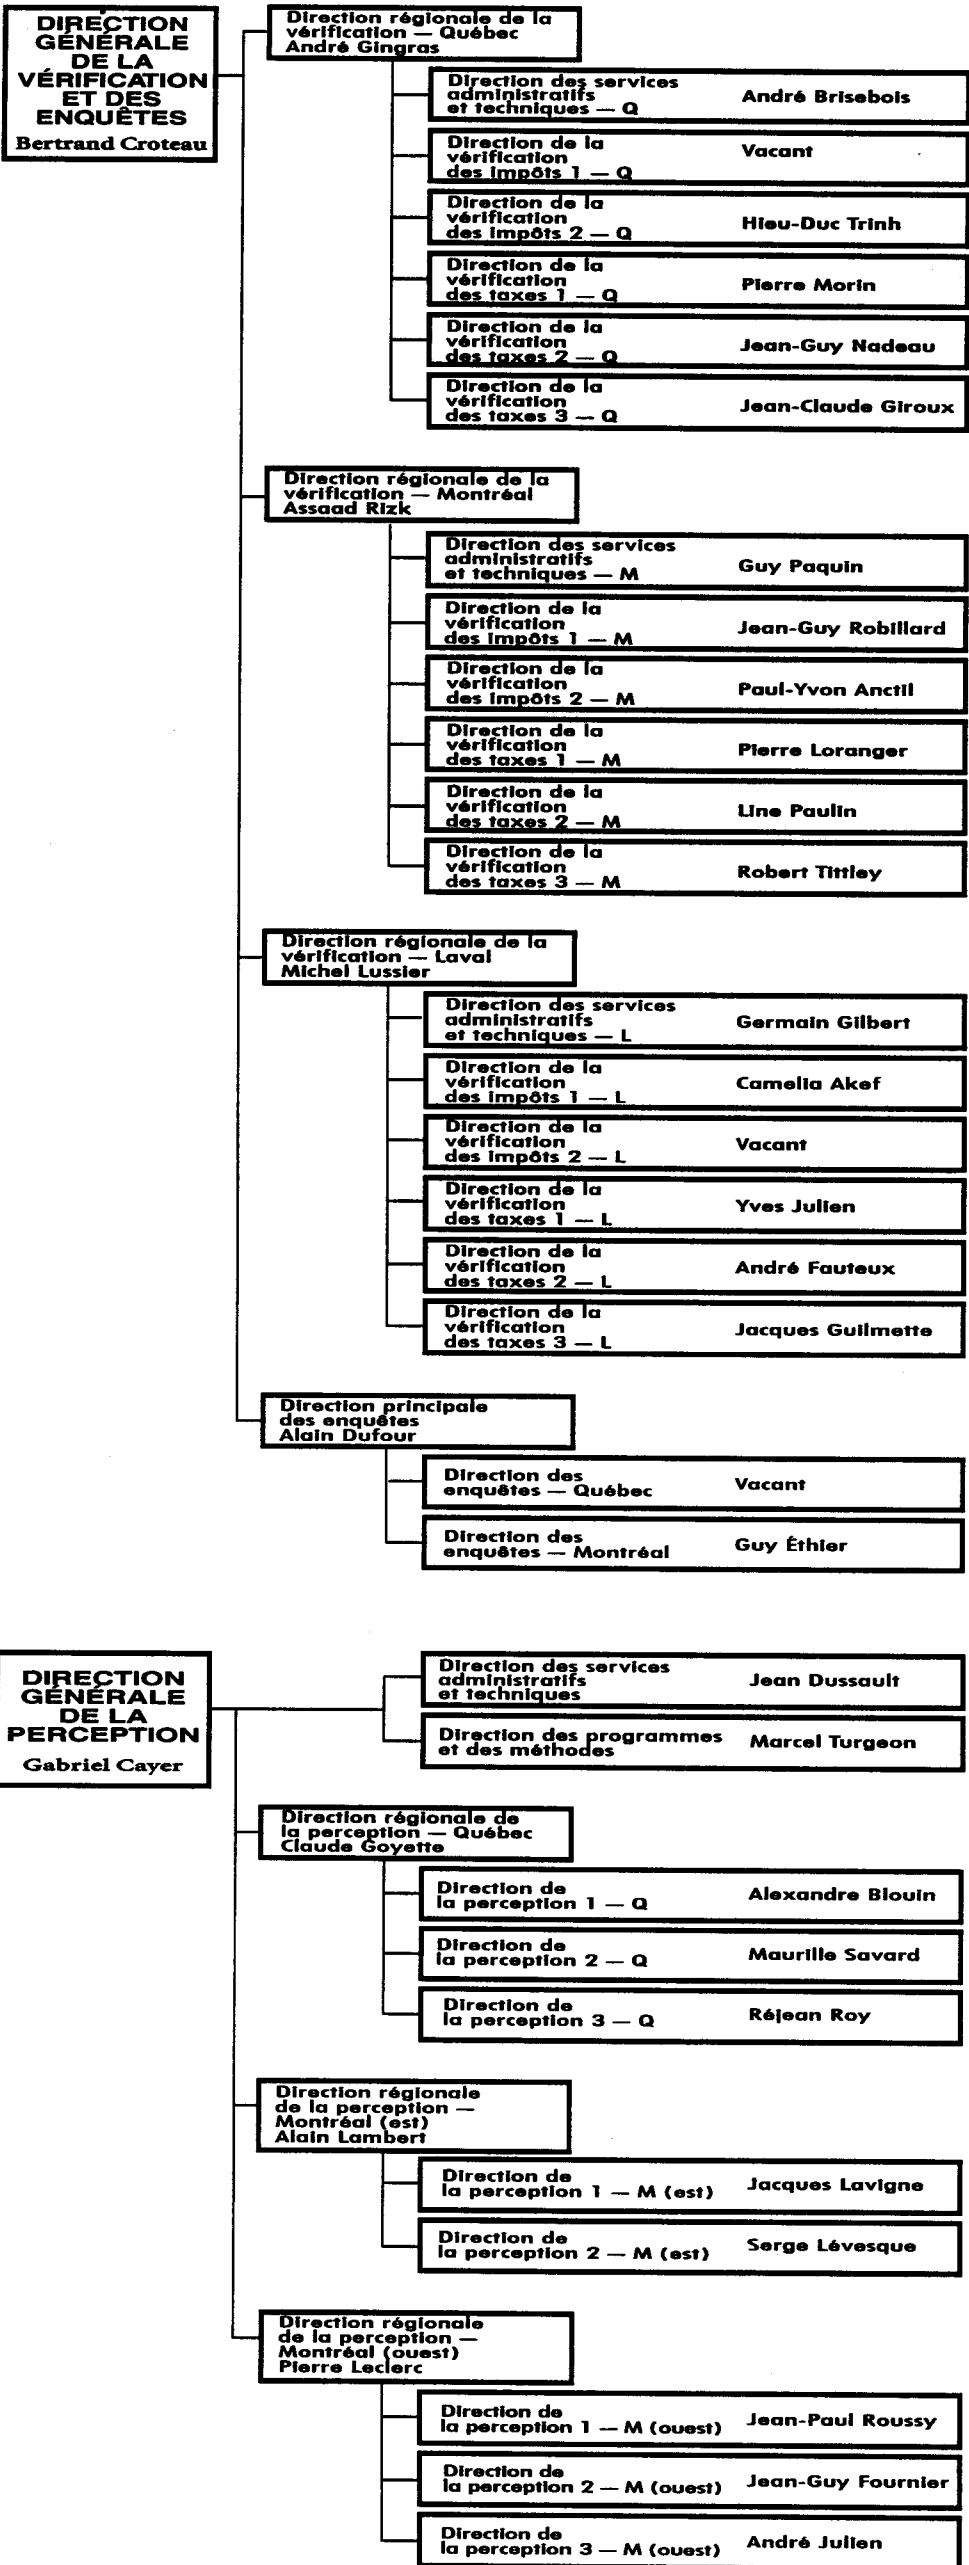 DIRECTION
GÉNÉRALE
DE LA
VÉRIFICATION
ET DES
ENQUÊTES
Bertrand Croteau
Direction régionale de la
vérification — Québec
André Gingras
Direction des services
administratifs
et techniques — Q
André Brisebois
Direction de la
vérification
des impôts 1 — Q
Vacant
Direction de la
vérification
des impôts 2 — Q
Hieu-Duc Trinh
Direction de la
vérification
des taxes 1 — Q
Pierre Morin
Direction de la
vérification
des taxes 2 — Q
Jean-Guy Nadeau
Direction de la
vérification
des taxes 3 — Q
Jean-Claude Giroux
Direction régionale de la
vérification — Montréal
Assaad Rizk
Direction des services
administratifs
et techniques — M
Guy Paquin
Direction de la
vérification
des impôts 1 — M
Jean-Guy Robillard
Direction de la
vérification
des impôts 2 — M
Paul-Yvon Anctil
Direction de la
vérification
des taxes 1 — M
Pierre Loranger
Direction de la
vérification
des taxes 2 — M
Line Paulin
Direction de la
vérification
des taxes 3 — M
Robert Tittley
Direction régionale de la
vérification — Laval
Michel Lussier
Direction des services
administratifs
et techniques — L
Germain Gilbert
Direction de la
vérification
des impôts 1 — L
Camelia Akef
Direction de la
vérification
des impôts 2 — L
Vacant
Direction de la
vérification
des taxes 1 — L
Yves Julien
Direction de la
vérification
des taxes 2 — L
André Fauteux
Direction de la
vérification
des taxes 3 — L
Jacques Guilmette
Direction principale
des enquêtes
Alain Dufour
Direction des
enquêtes — Québec
Vacant
Direction des
enquêtes — Montréal
Guy Éthier
DIRECTION
GÉNÉRALE
DE LA
PERCEPTION
Gabriel Cayer
Direction des services
administratifs
et techniques
Jean Dussault
Direction des programmes
et des méthodes
Marcel Turgeon
Direction régionale de
la perception — Québec
Claude Goyette
Direction de
la perception 1 — Q
Alexandre Blouin
Direction de
la perception 2 — Q
Maurille Savard
Direction de
la perception 3 — Q
Réjean Roy
Direction régionale
de la perception —
Montréal (est)
Alain Lambert
Direction de
la perception 1 — M (est)
Jacques Lavigne
Direction de
la perception 2 — M (est)
Serge Lévesque
Direction régionale
de la perception —
Montréal (ouest)
Pierre Leclerc
Direction de
la perception 1 — M (ouest)
Jean-Paul Roussy
Direction de
la perception 2 — M (ouest)
Jean-Guy Fournier
Direction de
la perception 3 — M (ouest)
André Julien